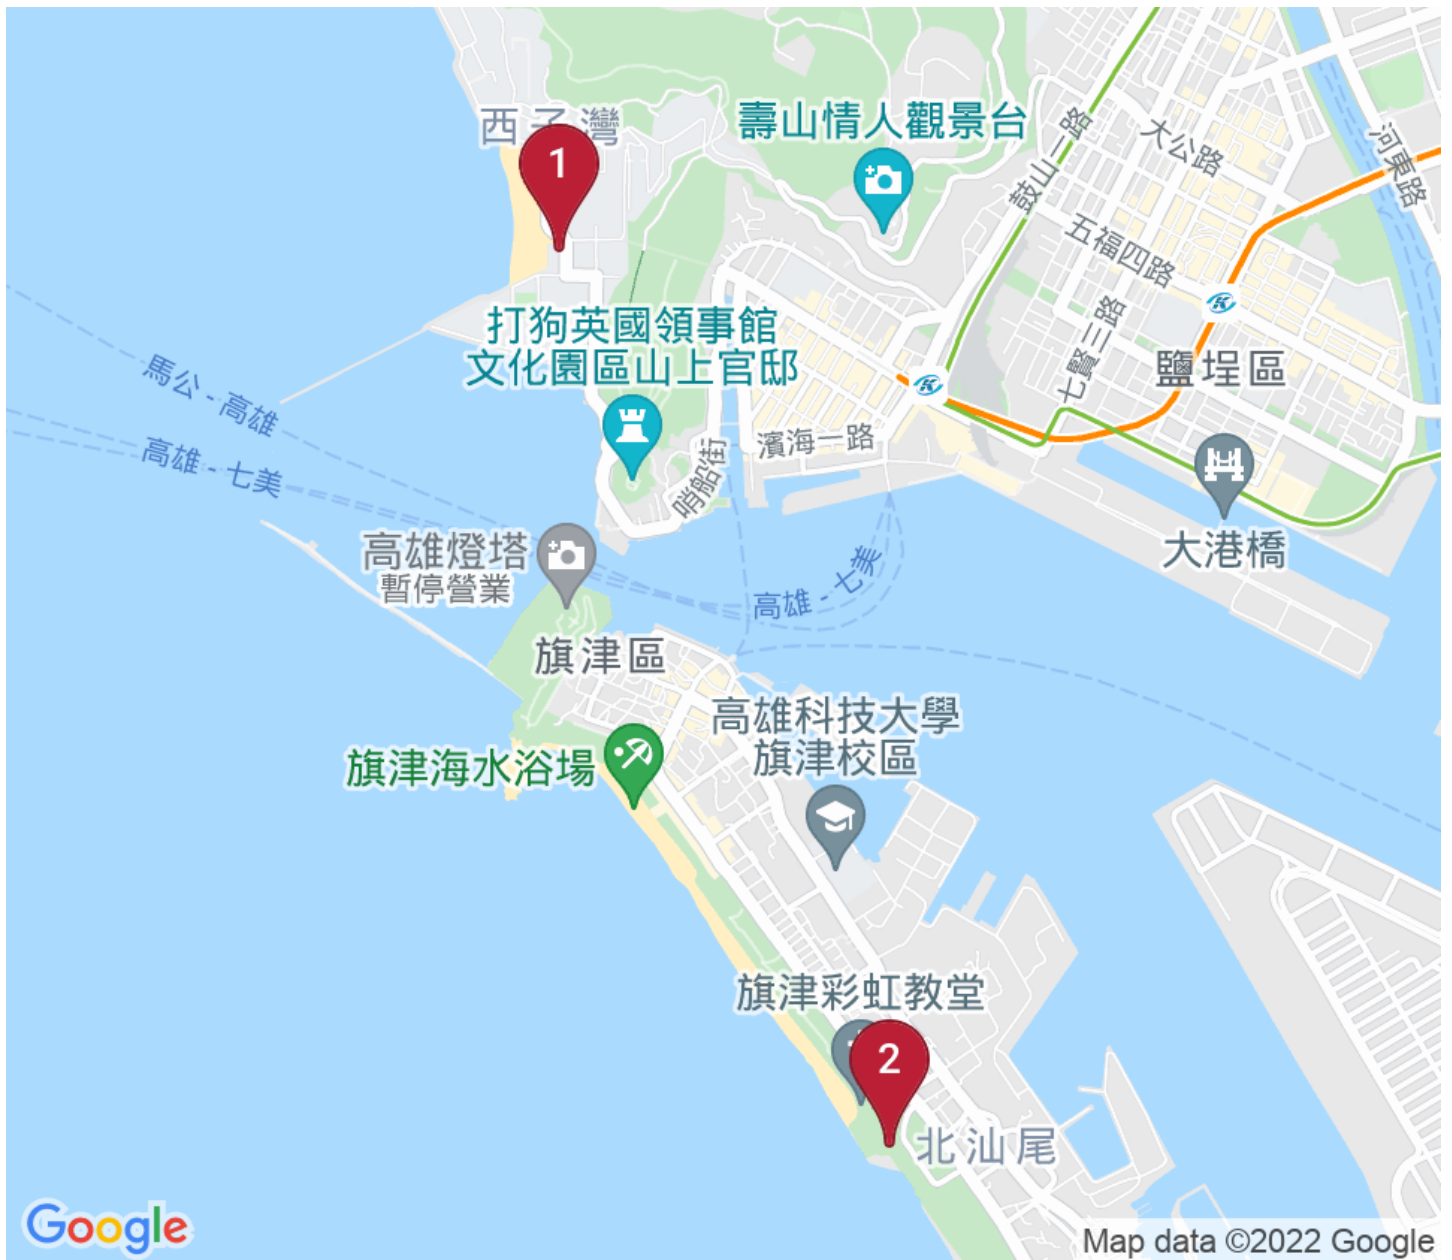 西子灣
1
壽山情人觀景台
鼓山一路
大公路
河東路
五福四路
打狗英國領事館
文化園區山上官邸
馬公 - 高雄
高雄 - 七美
七賢三路
鹽埕區
濱海一路
哨船街
高雄燈塔
暫停營業
高雄 - 七美
大港橋
旗津區
高雄科技大學
旗津校區
旗津海水浴場
旗津彩虹教堂
2
北汕尾
Google
Map data ©2022 Google